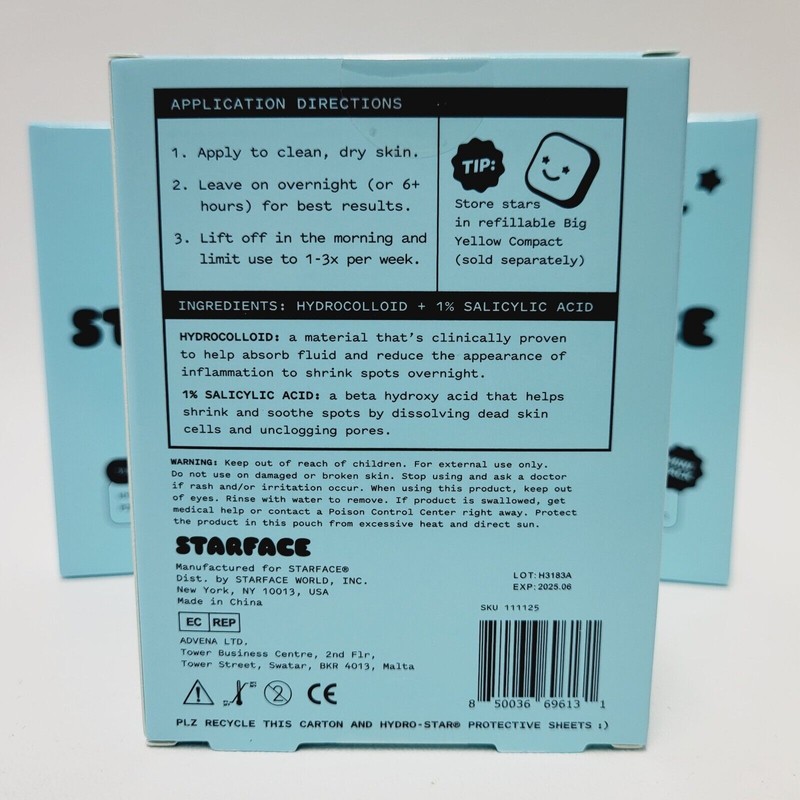 APPLICATION DIRECTIONS
1. Apply to clean, dry skin.
2. Leave on overnight (or 6+
hours) for best results.
3. Lift off in the morning and
limit use to 1-3x per week.
TIP:
Store stars
in refillable Big
Yellow Compact
(sold separately)
INGREDIENTS: HYDROCOLLOID + 1% SALICYLIC ACID
HYDROCOLLOID: a material that's clinically proven
to help absorb fluid and reduce the appearance of
inflammation to shrink spots overnight.
1% SALICYLIC ACID: a beta hydroxy acid that helps
shrink and soothe spots by dissolving dead skin
cells and unclogging pores.
WARNING: Keep out of reach of children. For external use only.
Do not use on damaged or broken skin. Stop using and ask a doctor
if rash and/or irritation occur. When using this product, keep out
of eyes. Rinse with water to remove. If product is swallowed, get
medical help or contact a Poison Control Center right away. Protect
the product in this pouch from excessive heat and direct sun.
STARFACE
Manufactured for STARFACE®
Dist. by STARFACE WORLD, INC.
New York, NY 10013, USA
Made in China
LOT: H3183A
EXP: 2025.06
SKU 111125
EC REP
ADVENA LTD.
Tower Business Centre, 2nd Flr,
Tower Street, Swatar, BKR 4013, Malta
2
CE
8 50036 69613 1
PLZ RECYCLE THIS CARTON AND HYDRO-STAR® PROTECTIVE SHEETS :)